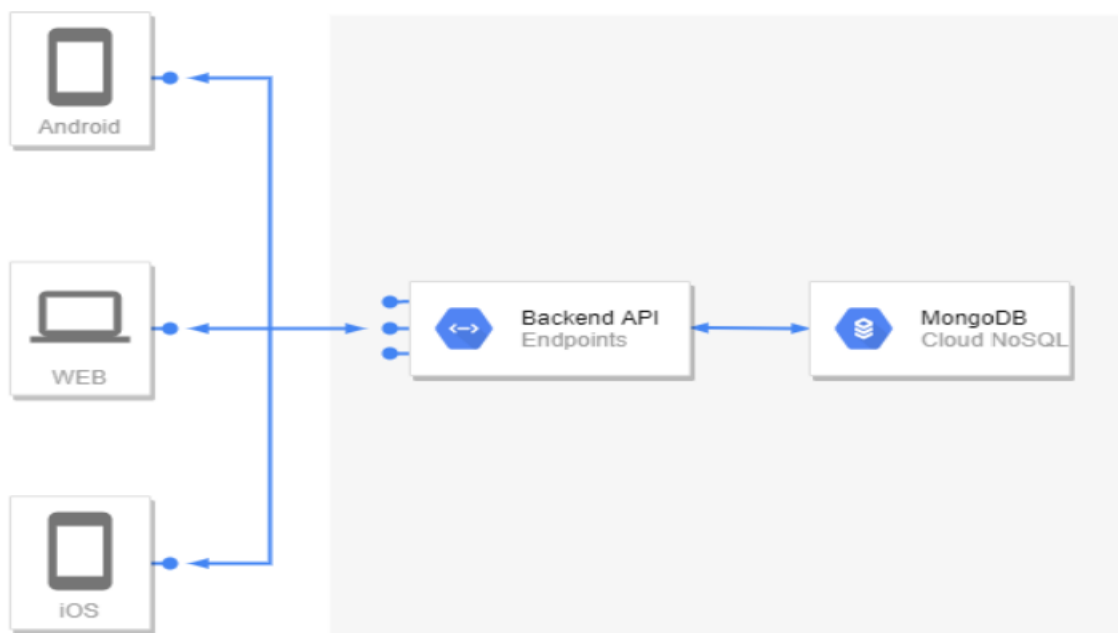 Android
WEB
iOS
Backend API
Endpoints
MongoDB
Cloud NoSQL